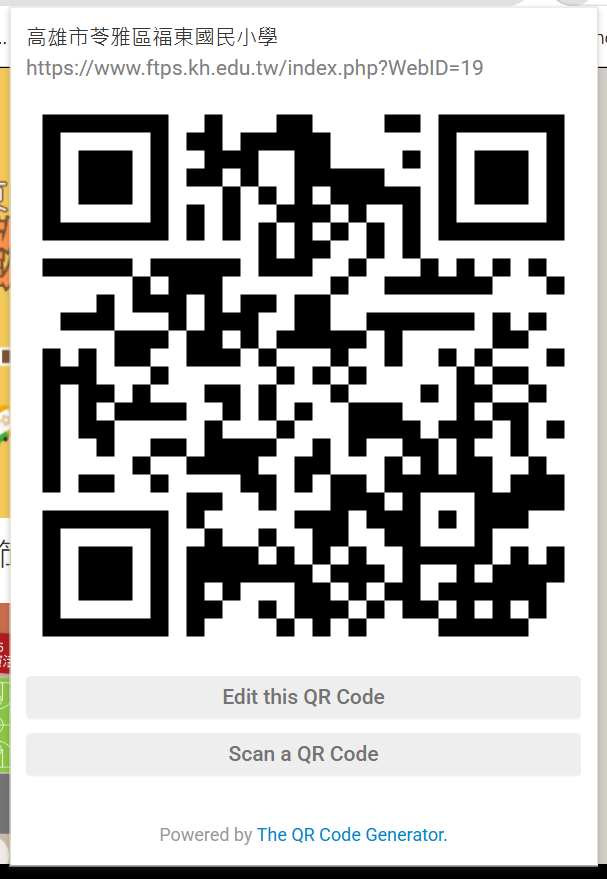 高雄市苓雅區福東國民小學
https://www.ftps.kh.edu.tw/index.php?WebID=19
Edit this QR Code
Scan a QR Code
Powered by The QR Code Generator.